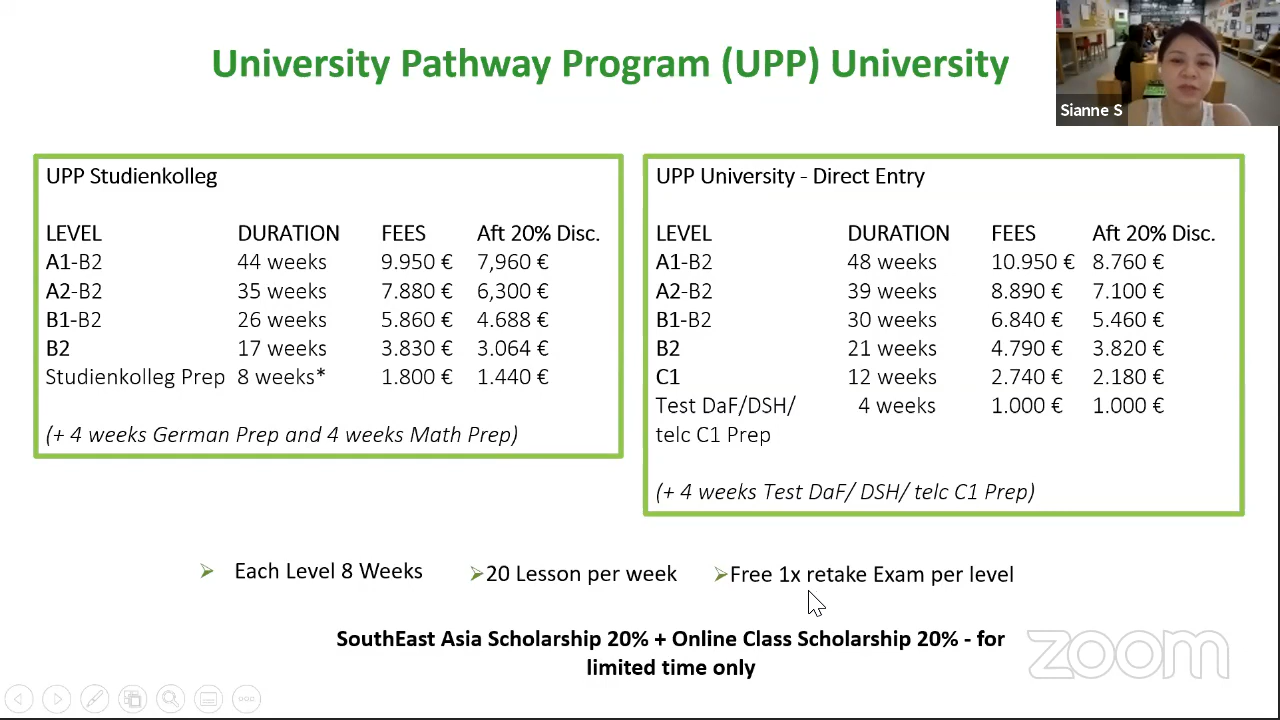 University Pathway Program (UPP) University
Sianne S
UPP Studienkolleg
LEVEL DURATION FEES Aft 20% Disc.
A1-B2 44 weeks 9.950 € 7,960 €
A2-B2 35 weeks 7.880 € 6,300 €
B1-B2 26 weeks 5.860 € 4.688 €
B2 17 weeks 3.830 € 3.064 €
Studienkolleg Prep 8 weeks* 1.800 € 1.440 €
(+ 4 weeks German Prep and 4 weeks Math Prep)
UPP University - Direct Entry
LEVEL DURATION FEES Aft 20% Disc.
A1-B2 48 weeks 10.950 € 8.760 €
A2-B2 39 weeks 8.890 € 7.100 €
B1-B2 30 weeks 6.840 € 5.460 €
B2 21 weeks 4.790 € 3.820 €
C1 12 weeks 2.740 € 2.180 €
Test DaF/DSH/ 4 weeks 1.000 € 1.000 €
telc C1 Prep
(+ 4 weeks Test DaF/ DSH/ telc C1 Prep)
Each Level 8 Weeks
20 Lesson per week
Free 1x retake Exam per level
SouthEast Asia Scholarship 20% + Online Class Scholarship 20% - for
limited time only
zoom